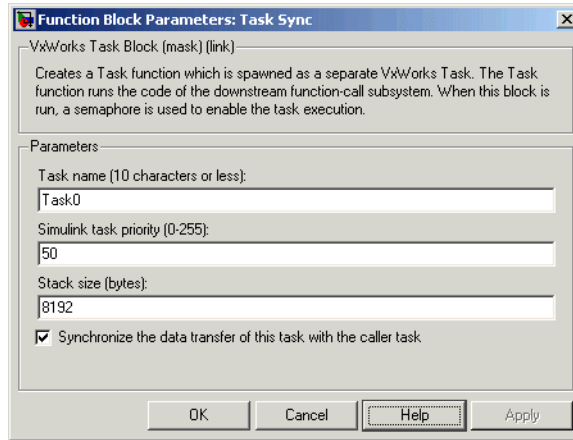 Function Block Parameters: Task Sync
VxWorks Task Block (mask) (link)
Creates a Task function which is spawned as a separate VxWorks Task. The Task
function runs the code of the downstream function-call subsystem. When this block is
run, a semaphore is used to enable the task execution.
Parameters
Task name (10 characters or less):
Task0
Simulink task priority (0-255):
50
Stack size (bytes):
8192
Synchronize the data transfer of this task with the caller task
OK Cancel Help Apply